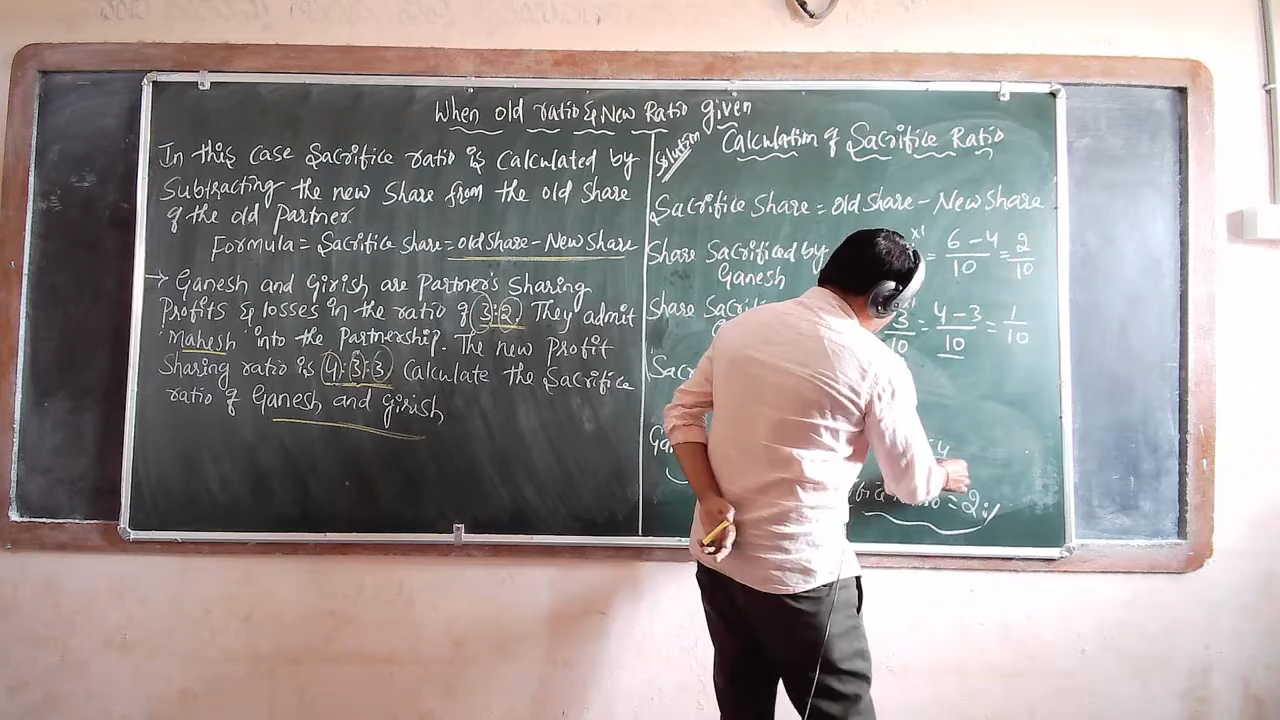 When old ratio & New Ratio given
In this case Sacrifice ratio is Calculated by
Subtracting the new Share from the old Share
of the old Partner.
Formula = Sacrifice share = old share - New share
→ Ganesh and Girish are Partner's Sharing
Profits & losses in the ratio of 3:2. They admit
Mahesh into the Partnership. The new Profit
Sharing ratio is 4:3:3 Calculate the Sacrifice
ratio of Ganesh and Girish
Solution
Calculation of Sacrifice Ratio
Sacrifice Share = old share - New share
Share Sacrificed by
Ganesh
= 6-4/10 = 2/10
Share
3/10 = 4-3/10 = 1/10
= 2:1